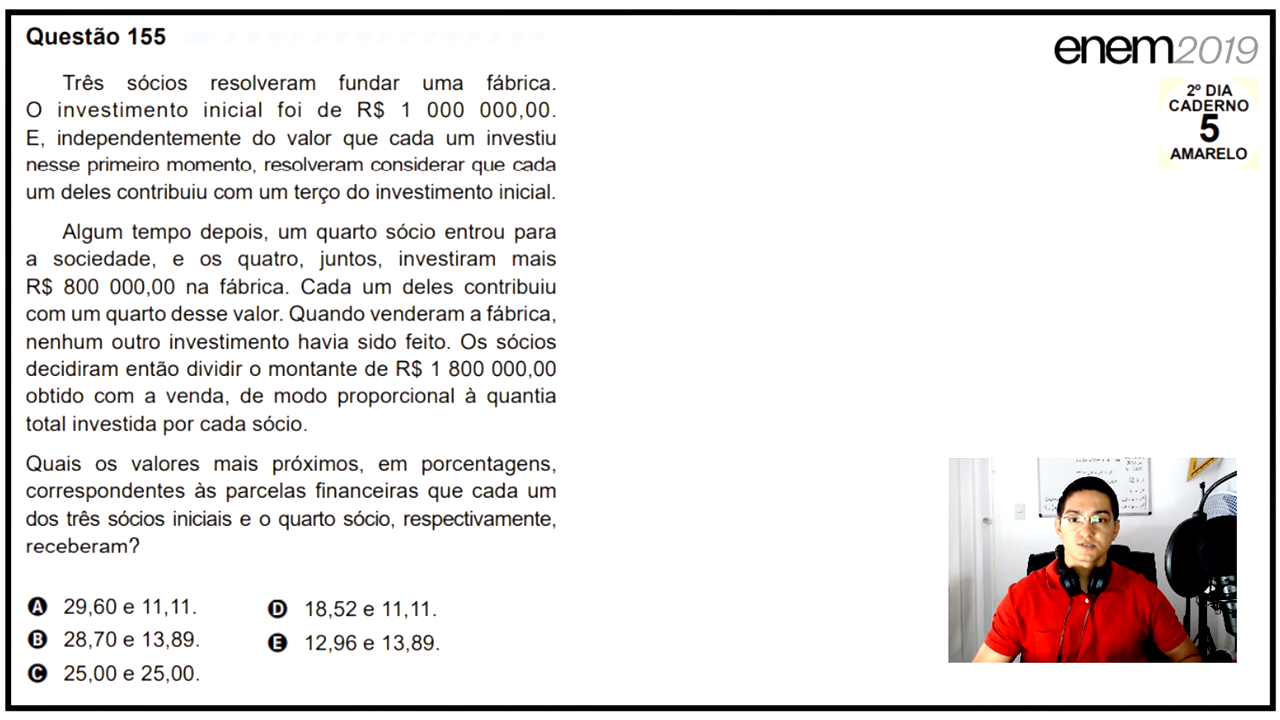 Questão 155
Três sócios resolveram fundar uma fábrica.
O investimento inicial foi de R$ 1 000 000,00.
E, independentemente do valor que cada um investiu
nesse primeiro momento, resolveram considerar que cada
um deles contribuiu com um terço do investimento inicial.
Algum tempo depois, um quarto sócio entrou para
a sociedade, e os quatro, juntos, investiram mais
R$ 800 000,00 na fábrica. Cada um deles contribuiu
com um quarto desse valor. Quando venderam a fábrica,
nenhum outro investimento havia sido feito. Os sócios
decidiram então dividir o montante de R$ 1 800 000,00
obtido com a venda, de modo proporcional à quantia
total investida por cada sócio.
Quais os valores mais próximos, em porcentagens,
correspondentes às parcelas financeiras que cada um
dos três sócios iniciais e o quarto sócio, respectivamente,
receberam?
A 29,60 e 11,11.
B 28,70 e 13,89.
C 25,00 e 25,00.
D 18,52 e 11,11.
E 12,96 e 13,89.
enem2019
2º DIA
CADERNO
5
AMARELO